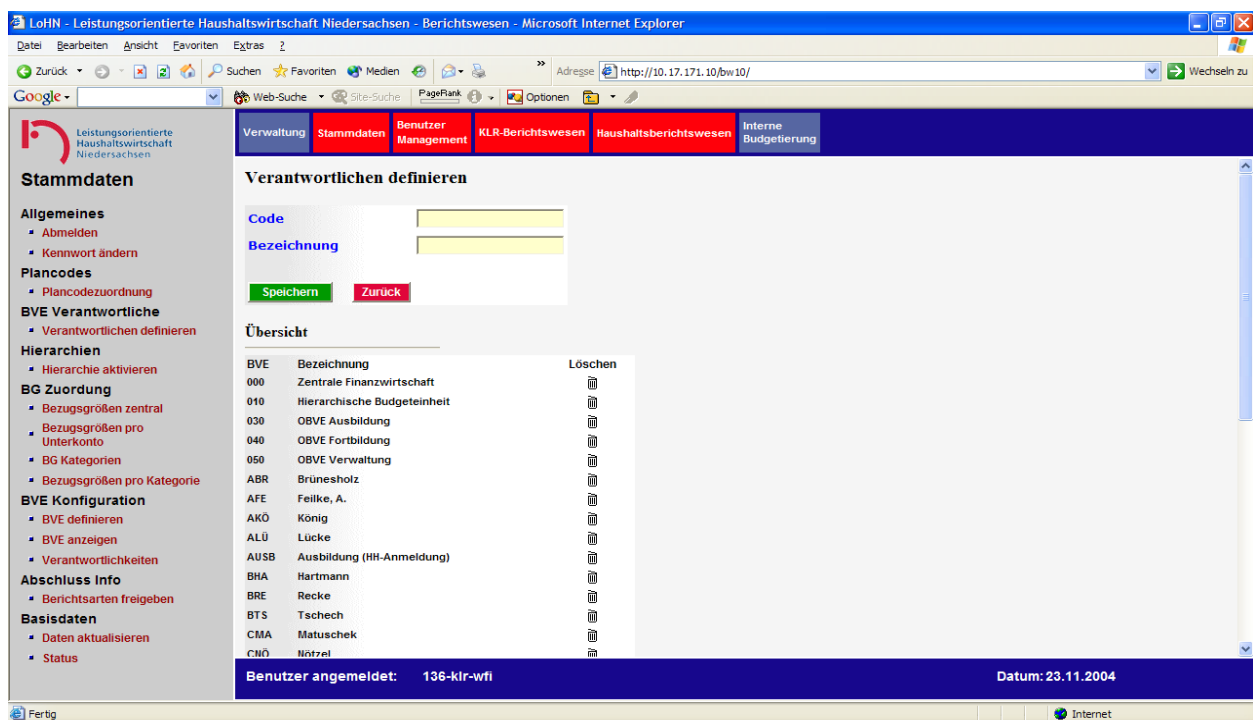 LoHN - Leistungsorientierte Haushaltswirtschaft Niedersachsen - Berichtswesen - Microsoft Internet Explorer
Datei Bearbeiten Ansicht Favoriten Extras ?
Zurück Suchen Favoriten Medien » Adresse http://10.17.171.10/bw10/ Wechseln zu
Google Web-Suche Site-Suche PageRank Optionen
Leistungsorientierte
Haushaltswirtschaft
Niedersachsen
Verwaltung
Stammdaten
Benutzer
Management
KLR-Berichtswesen
Haushaltsberichtswesen
Interne
Budgetierung
Stammdaten
Allgemeines
Abmelden
Kennwort ändern
Plancodes
Plancodezuordnung
BVE Verantwortliche
Verantwortlichen definieren
Hierarchien
Hierarchie aktivieren
BG Zuordung
Bezugsgrößen zentral
Bezugsgrößen pro
Unterkonto
BG Kategorien
Bezugsgrößen pro Kategorie
BVE Konfiguration
BVE definieren
BVE anzeigen
Verantwortlichkeiten
Abschluss Info
Berichtsarten freigeben
Basisdaten
Daten aktualisieren
Status
Verantwortlichen definieren
Code
Bezeichnung
Speichern Zurück
Übersicht
BVE Bezeichnung Löschen
000 Zentrale Finanzwirtschaft
010 Hierarchische Budgeteinheit
030 OBVE Ausbildung
040 OBVE Fortbildung
050 OBVE Verwaltung
ABR Brünesholz
AFE Feilke, A.
AKÖ König
ALÜ Lücke
AUSB Ausbildung (HH-Anmeldung)
BHA Hartmann
BRE Recke
BTS Tschech
CMA Matuschek
CNÖ Nötzel
Benutzer angemeldet: 136-klr-wfi Datum: 23.11.2004
Fertig Internet